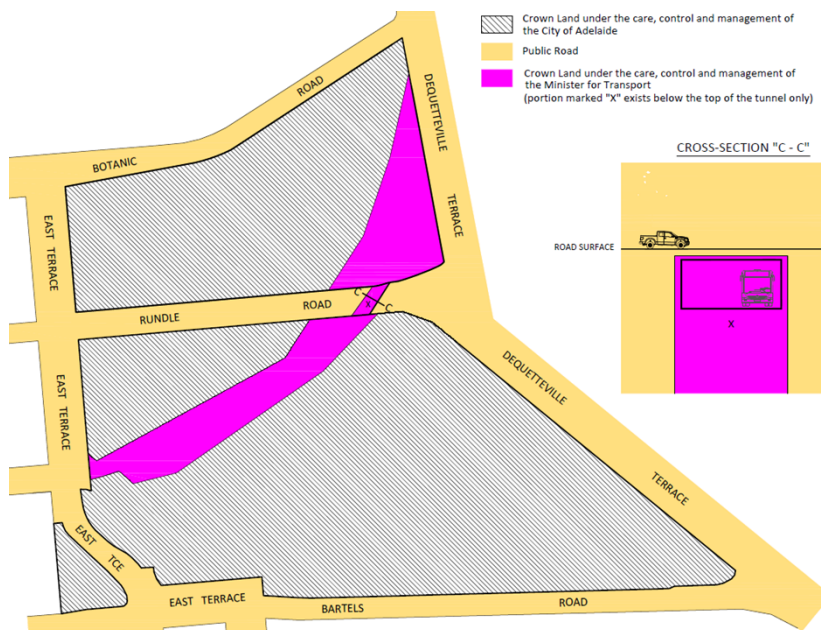 Crown Land under the care, control and management of
the City of Adelaide
Public Road
Crown Land under the care, control and management of
the Minister for Transport
(portion marked "X" exists below the top of the tunnel only)
CROSS-SECTION "C - C"
ROAD SURFACE
X
BOTANIC
ROAD
DEQUETTEVILLE
TERRACE
EAST TERRACE
RUNDLE
ROAD
C
X
C
EAST TERRACE
DEQUETTEVILLE
TERRACE
EAST TCE
EAST TERRACE
BARTELS
ROAD